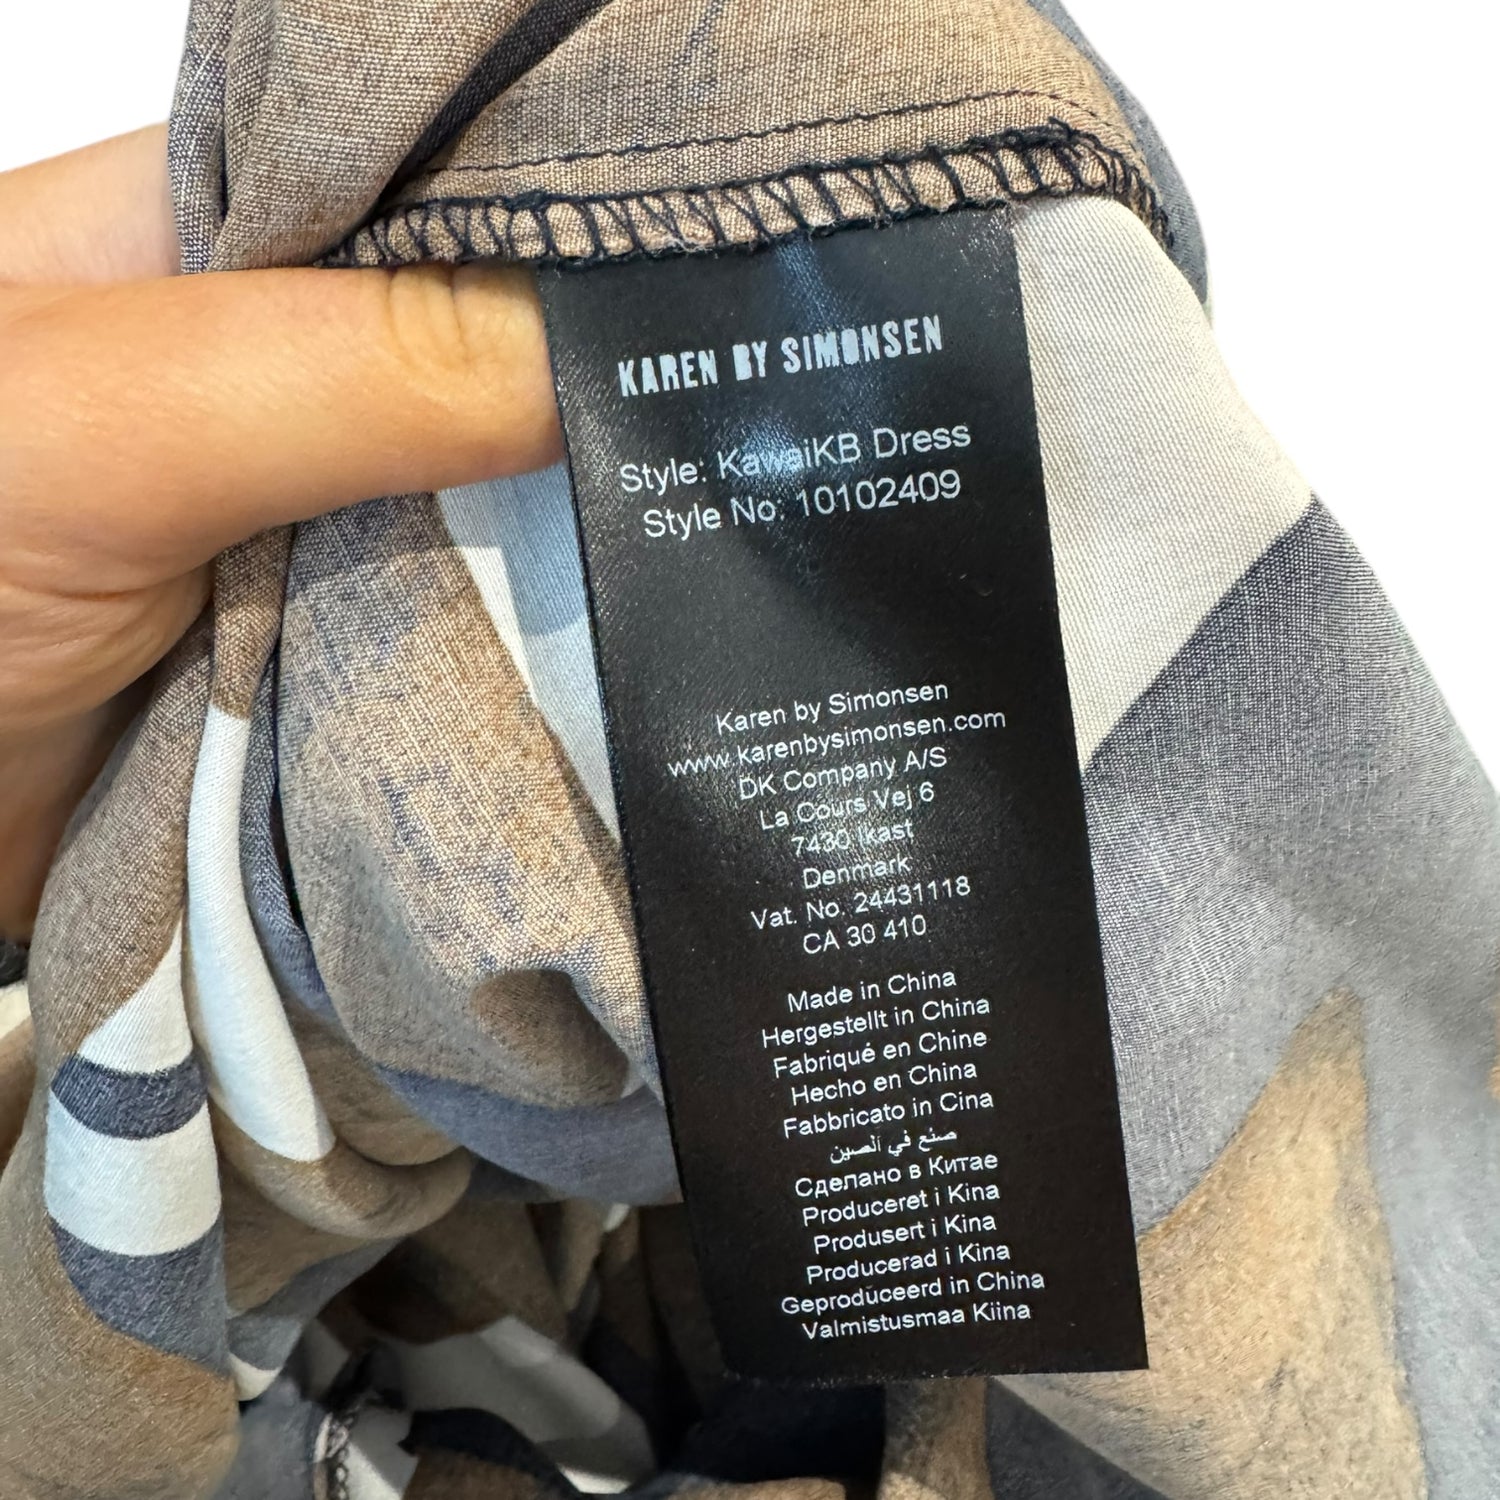 KAREN BY SIMONSEN
Style: KawaiKB Dress
Style No: 10102409
Karen by Simonsen
www.karenbysimonsen.com
DK Company A/S
La Cours Vej 6
7430 Ikast
Denmark
Vat. No. 24431118
CA 30 410
Made in China
Hergestellt in China
Fabriqué en Chine
Hecho en China
Fabbricato in Cina
صنع في الصين
Сделано в Китае
Produceret i Kina
Produsert i Kina
Producerad i Kina
Geproduceerd in China
Valmistusmaa Kiina